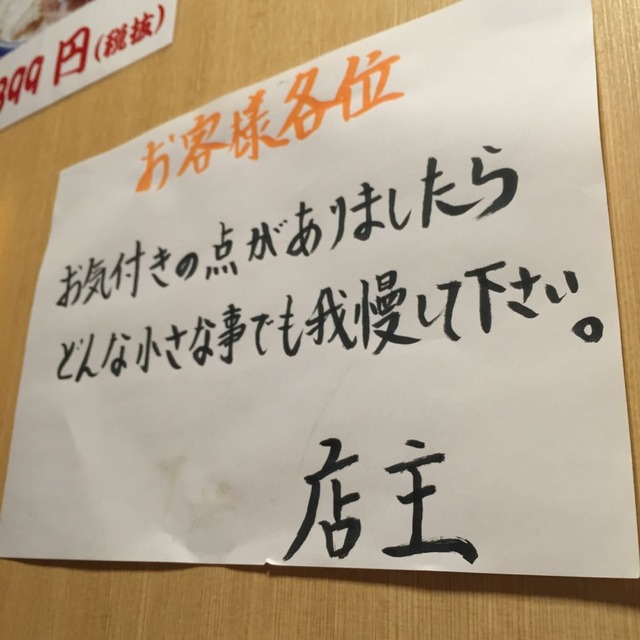 399円(税抜)
お客様各位
お気付きの点がありましたら
どんな小さな事でも我慢して下さい。
店主